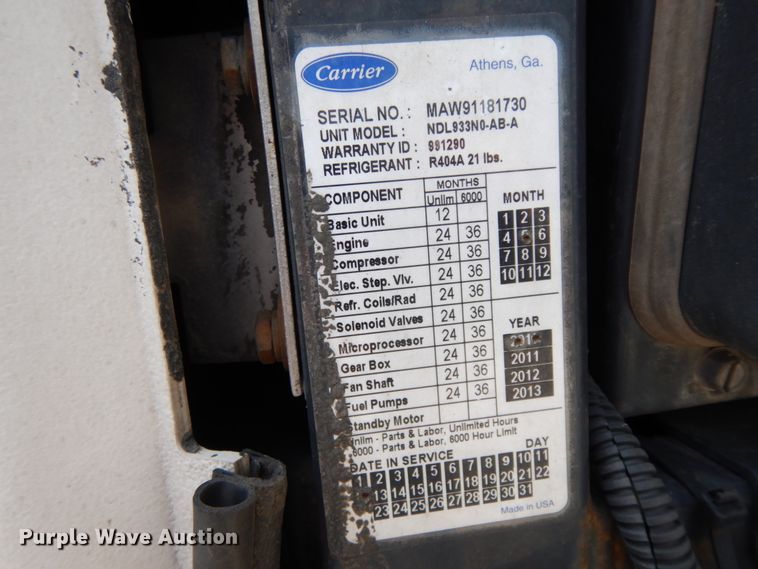 Carrier
Athens, Ga.
SERIAL NO. : MAW91181730
UNIT MODEL : NDL933N0-AB-A
WARRANTY ID : 981290
REFRIGERANT : R404A 21 lbs.
COMPONENT MONTHS
Unlim 6000
Basic Unit 12
Engine 24 36
Compressor 24 36
Elec. Step. Vlv. 24 36
Refr. Coils/Rad 24 36
Solenoid Valves 24 36
Microprocessor 24 36
Gear Box 24 36
Fan Shaft 24 36
Fuel Pumps
Standby Motor
MONTH
1 2 3
4 6
7 8 9
10 11 12
YEAR
2011
2012
2013
Unlim - Parts & Labor, Unlimited Hours
6000 - Parts & Labor, 6000 Hour Limit
DATE IN SERVICE DAY
1 2 3 4 5 6 7 8 9 10 11
13 14 15 16 17 18 19 20 21 22
23 24 25 26 27 28 29 30 31
Made in USA
Purple Wave Auction